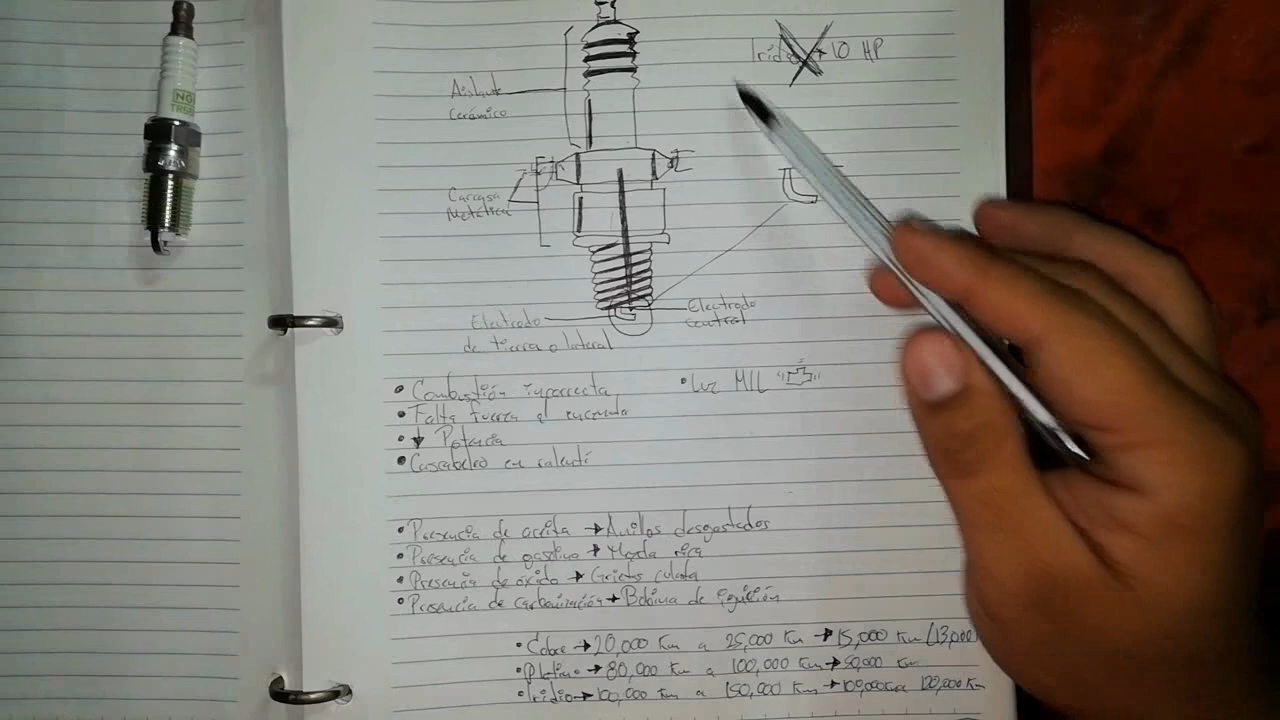 Iridio +10 HP
NG
TR5
Aislante
cerámico
Carcasa
Metálica
Electrodo
central
Electrodo
de tierra o lateral
• Combustión incorrecta
• Luz MIL
• Falta fuerza al
• ↓ Potencia
• Cascabeleo en ralentí
• Presencia de aceite → Anillos desgastados
• Presencia de gasolina → Mezcla rica
• Presencia de óxido → Grietas culata
• Presencia de carbonización → Bobina de ignición
• Cobre → 20,000 Km a 25,000 Km → 15,000 Km (13,000
• Platino → 80,000 Km a 100,000 Km → 50,000 Km
• Iridio → 100,000 Km a 150,000 Km → 100,000 Km a 120,000 Km